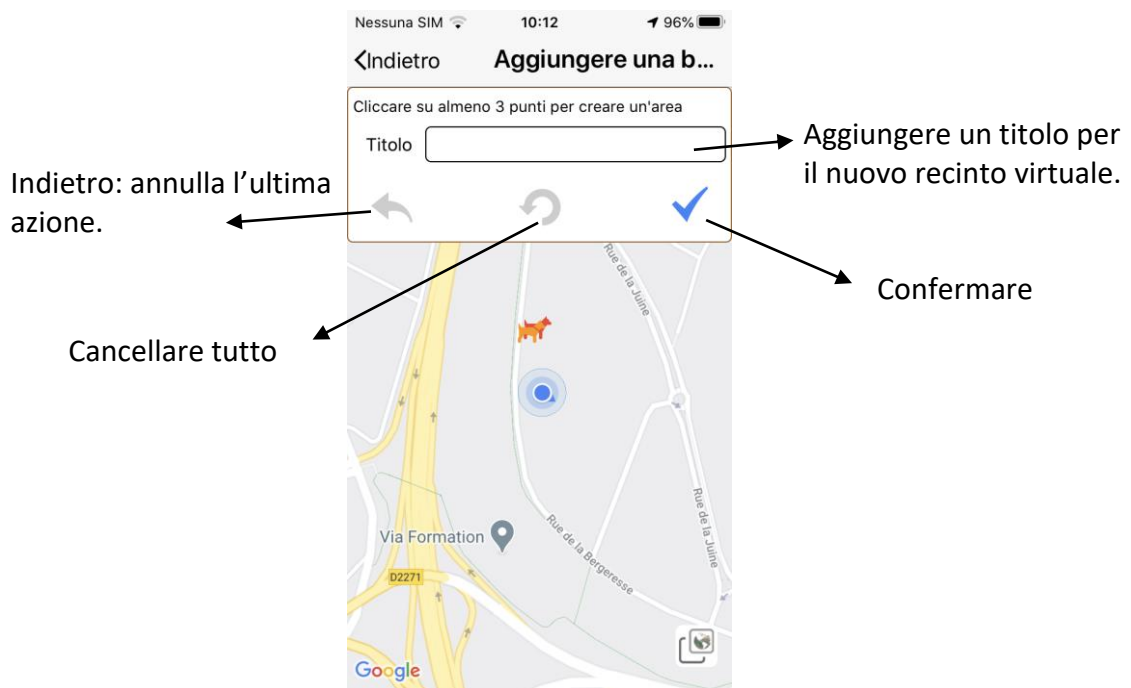 Nessuna SIM 10:12 96%
<Indietro Aggiungere una b...
Cliccare su almeno 3 punti per creare un'area
Titolo
Aggiungere un titolo per
il nuovo recinto virtuale.
Indietro: annulla l’ultima
azione.
Confermare
Cancellare tutto
Rue de la Juine
Rue de la Juine
Via Formation
Rue de la Bergeresse
D2271
Google